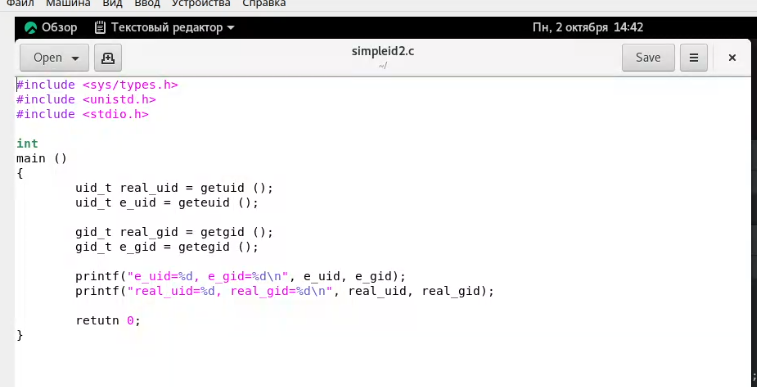 Файл Машина Вид Ввод Устройства Справка
Обзор Текстовый редактор Пн, 2 октября 14:42
Open simpleid2.c Save
~/
#include <sys/types.h>
#include <unistd.h>
#include <stdio.h>
int
main ()
{
uid_t real_uid = getuid ();
uid_t e_uid = geteuid ();
gid_t real_gid = getgid ();
gid_t e_gid = getegid ();
printf("e_uid=%d, e_gid=%d\n", e_uid, e_gid);
printf("real_uid=%d, real_gid=%d\n", real_uid, real_gid);
retutn 0;
}